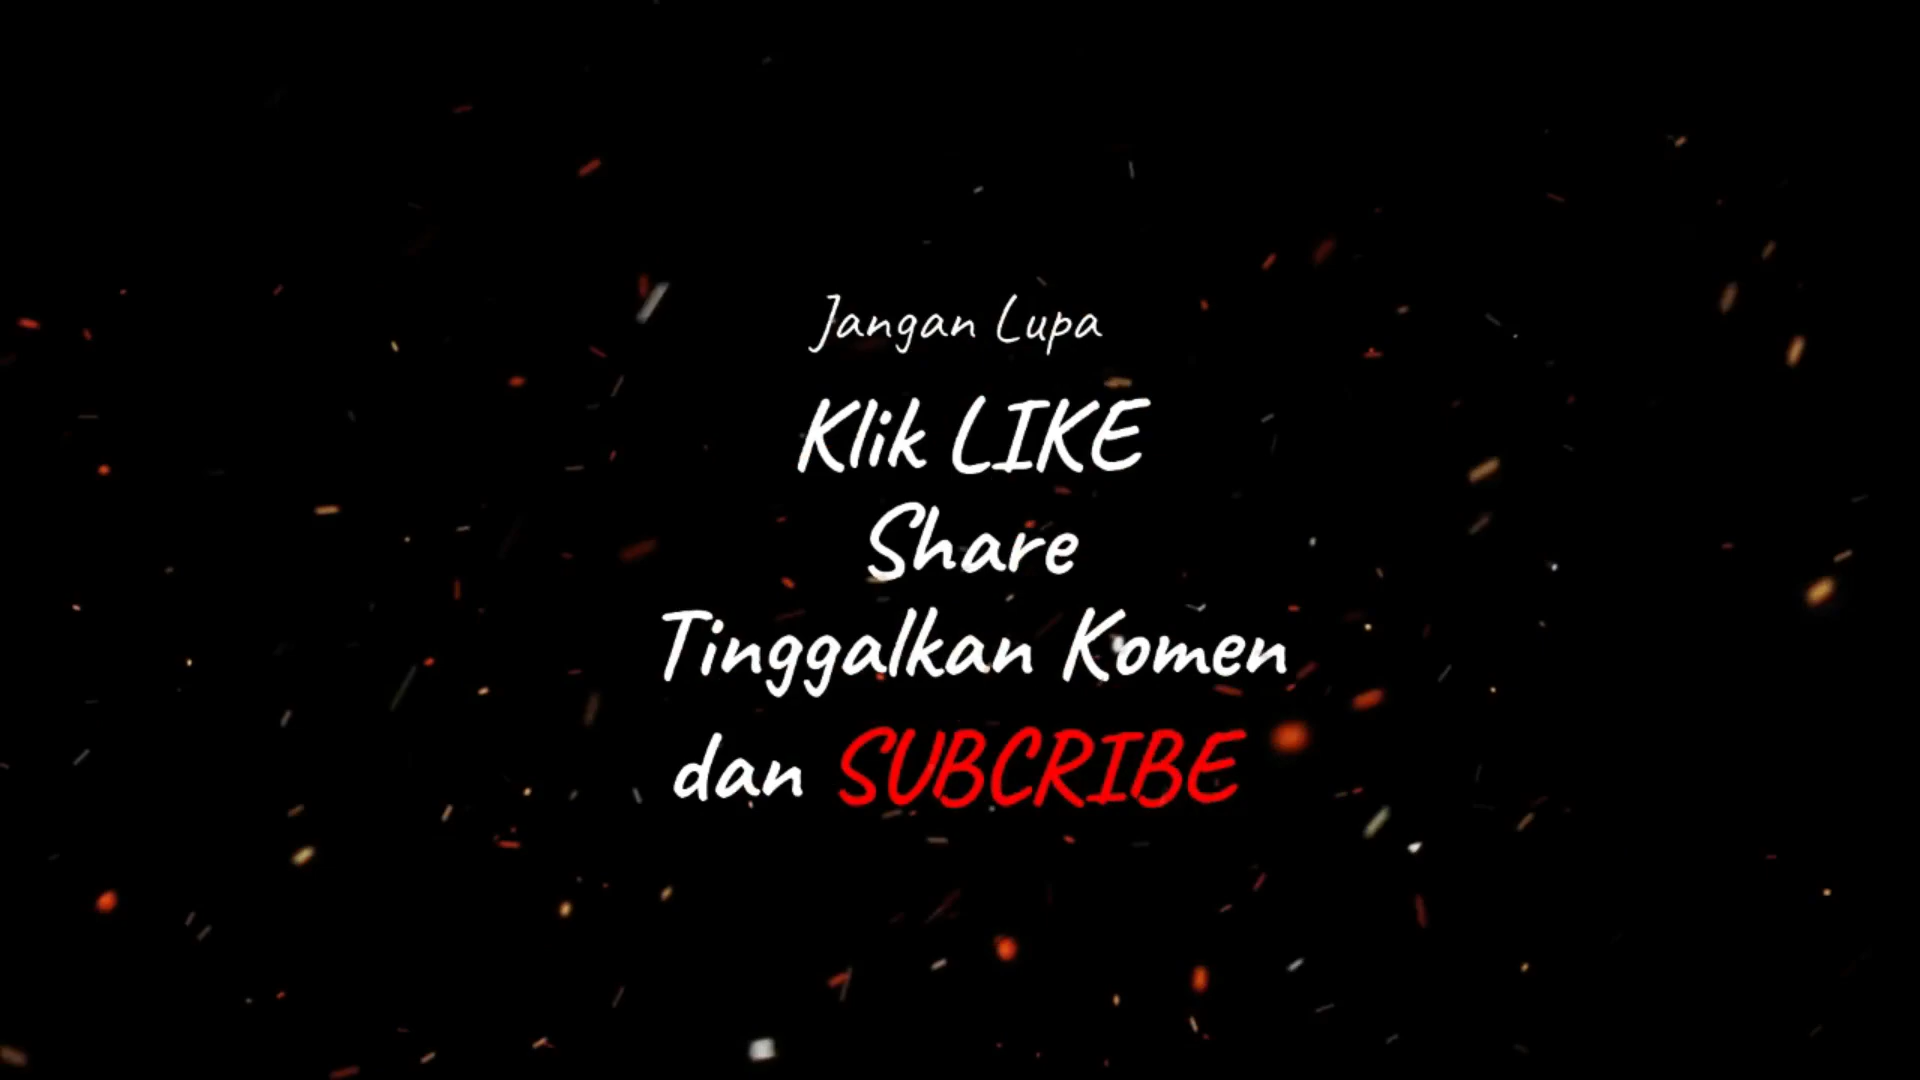 Jangan Lupa
Klik LIKE
Share
Tinggalkan Komen
dan SUBCRIBE